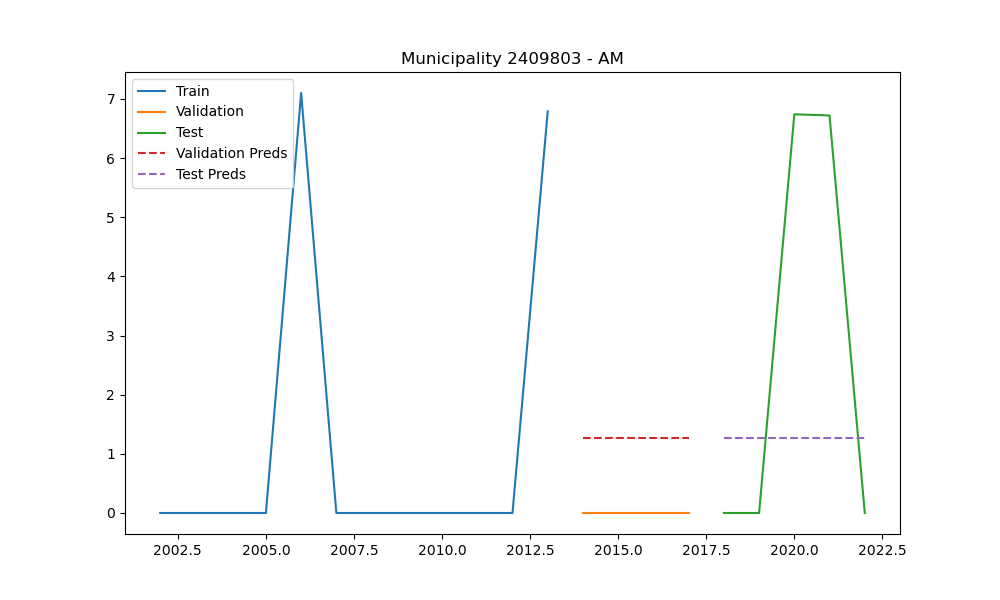 Municipality 2409803 - AM
Train
Validation
Test
Validation Preds
Test Preds
7
6
5
4
3
2
1
0
2002.5 2005.0 2007.5 2010.0 2012.5 2015.0 2017.5 2020.0 2022.5